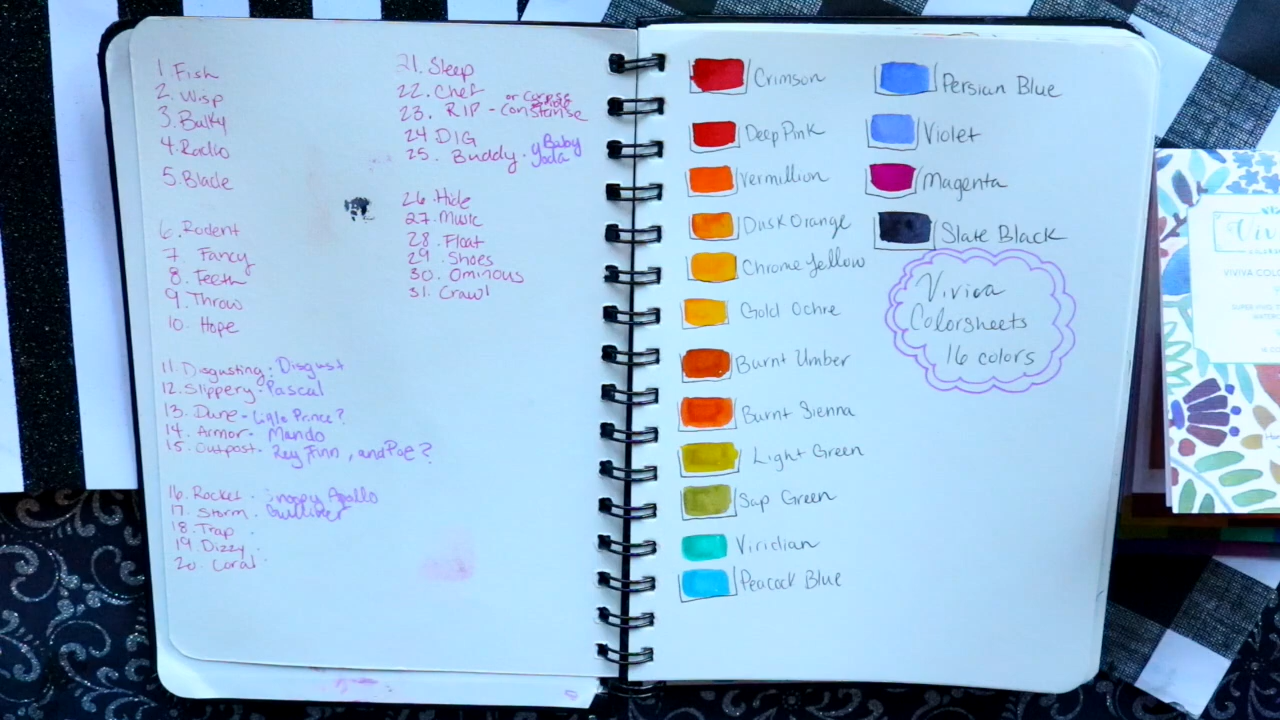 1. Fish
2. Wisp
3. Bulky
4. Radio
5. Blade
6. Rodent
7 Fancy
8. Teeth
9. Throw
10. Hope
11. Disgusting - Disgust
12. Slippery - Pascal
13. Dune - Little Prince?
14. Armor - Mando
15. Outpost - Rey, Finn, and Poe?
16. Rocket - Snoopy Apollo
17. Storm - Gulliver
18. Trap
19. Dizzy
20. Coral
21. Sleep
22. Chef
23. RIP - Constanse or Corpse
24 DIG
25. Buddy - Baby Yoda
26 Hide
27. Music
28. Float
29. Shoes
30. Ominous
31. Crawl
Crimson
Deep Pink
Vermillion
Dusk Orange
Chrome Yellow
Gold Ochre
Burnt Umber
Burnt Sienna
Light Green
Sap Green
Viridian
Peacock Blue
Persian Blue
Violet
Magenta
Slate Black
Viviva
Colorsheets
16 colors